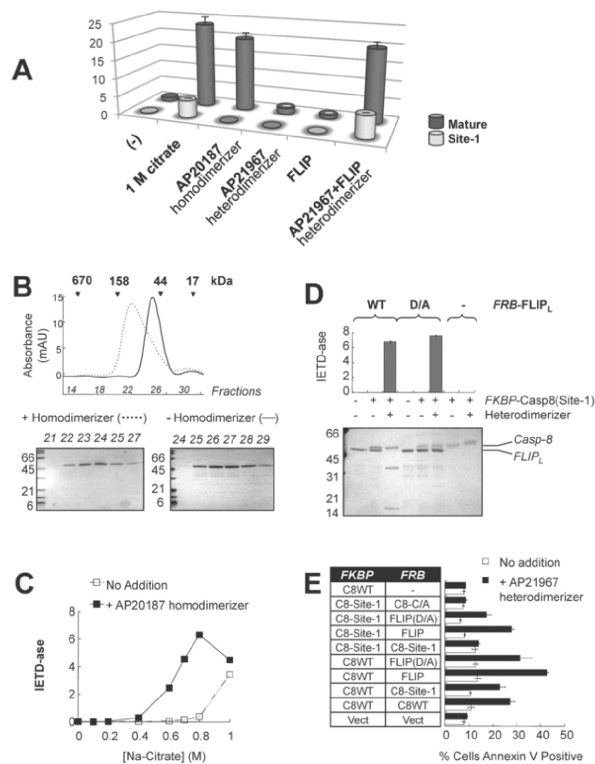 A
25
20
15
10
5
0
(-)
1 M citrate
AP20187
homodimerizer
AP21967
heterodimerizer
FLIP
AP21967+FLIP
heterodimerizer
Mature
Site-1
B
670 158 44 17 kDa
Absorbance
(mAU)
15
10
5
0
14 18 22 26 30 Fractions
+ Homodimerizer (.....) - Homodimerizer (—)
21 22 23 24 25 27 24 25 26 27 28 29
66
45
21
6
66
45
21
6
D
WT D/A - FRB-FLIPL
IETD-ase
8
6
4
2
0
- + + - + + + + FKBP-Casp8(Site-1)
- - + - - + - + Heterodimerizer
66
45
31
21
14
Casp-8
FLIPL
C
No Addition
+ AP20187 homodimerizer
IETD-ase
8
6
4
2
0
0 0.2 0.4 0.6 0.8 1
[Na-Citrate] (M)
E
No addition
+ AP21967
heterodimerizer
FKBP FRB
C8WT -
C8-Site-1 C8-C/A
C8-Site-1 FLIP(D/A)
C8-Site-1 FLIP
C8-Site-1 C8-Site-1
C8WT FLIP(D/A)
C8WT FLIP
C8WT C8-Site-1
C8WT C8WT
Vect Vect
0 10 20 30 40 50
% Cells Annexin V Positive